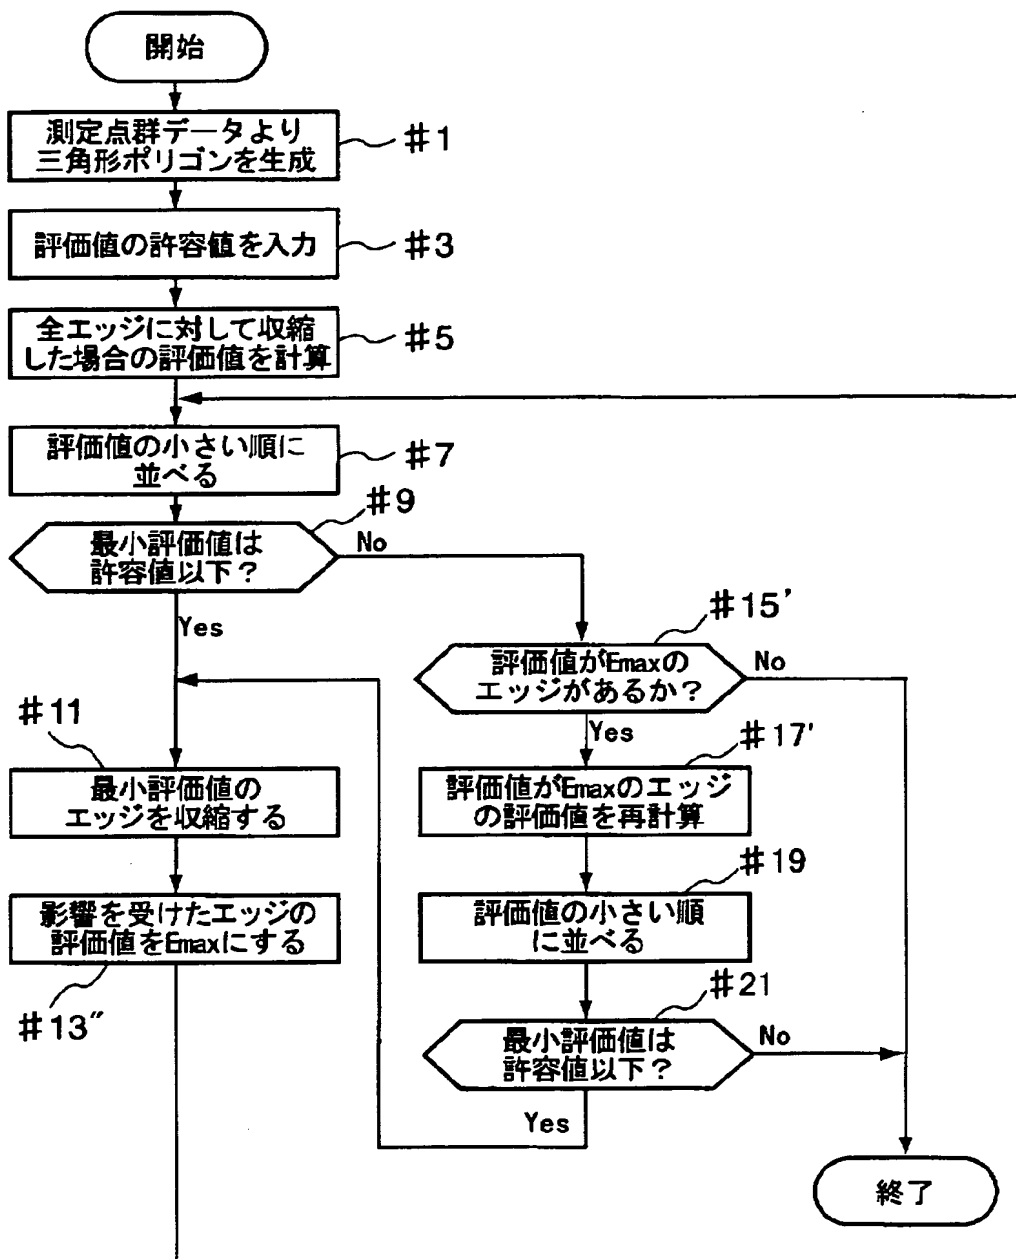 開始
測定点群データより
三角形ポリゴンを生成
#1
評価値の許容値を入力
#3
全エッジに対して収縮
した場合の評価値を計算
#5
評価値の小さい順に
並べる
#7
#9
最小評価値は
許容値以下？
No
Yes
#15'
評価値がEmaxの
エッジがあるか？
No
Yes
#11
最小評価値の
エッジを収縮する
#17'
評価値がEmaxのエッジ
の評価値を再計算
影響を受けたエッジの
評価値をEmaxにする
#13"
#19
評価値の小さい順
に並べる
#21
最小評価値は
許容値以下？
No
Yes
終了